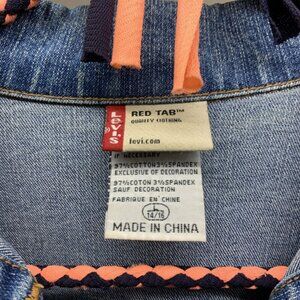 LEVI'S
RED TAB™
QUALITY CLOTHING
levi.com
IF NECESSARY
97%COTTON 3%SPANDEX
EXCLUSIVE OF DECORATION
97%COTON 3%SPANDEX
SAUF DECORATION
FABRIQUE EN CHINE
L
14/16
MADE IN CHINA